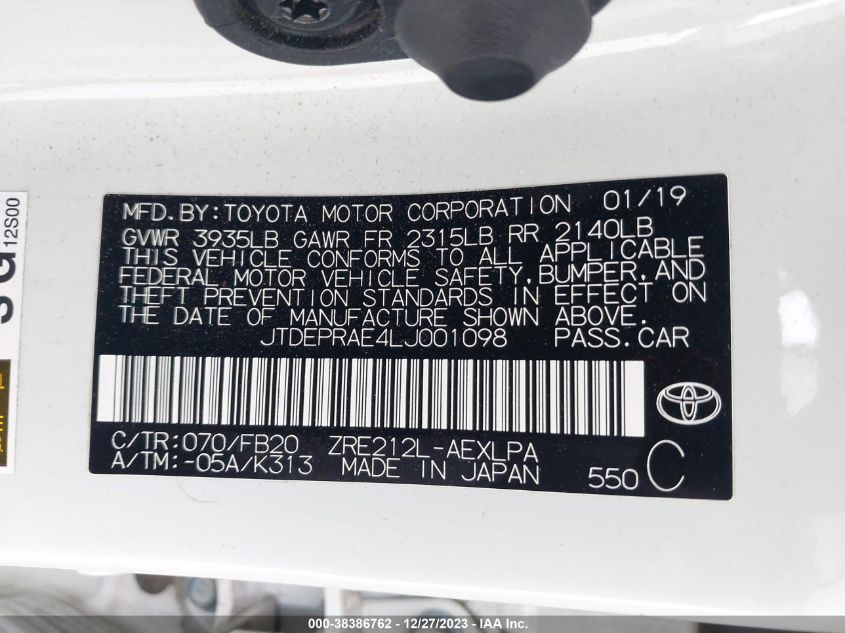 MFD.BY:TOYOTA MOTOR CORPORATION 01/19
GVWR 3935LB GAWR FR 2315LB RR 2140LB
THIS VEHICLE CONFORMS TO ALL APPLICABLE
FEDERAL MOTOR VEHICLE SAFETY,BUMPER,AND
THEFT PREVENTION STANDARDS IN EFFECT ON
THE DATE OF MANUFACTURE SHOWN ABOVE.
JTDEPRAE4LJ001098 PASS.CAR
C/TR:070/FB20 ZRE212L-AEXLPA
A/TM:-05A/K313 MADE IN JAPAN 550 C
12S00
000-38386762 - 12/27/2023 - IAA Inc.